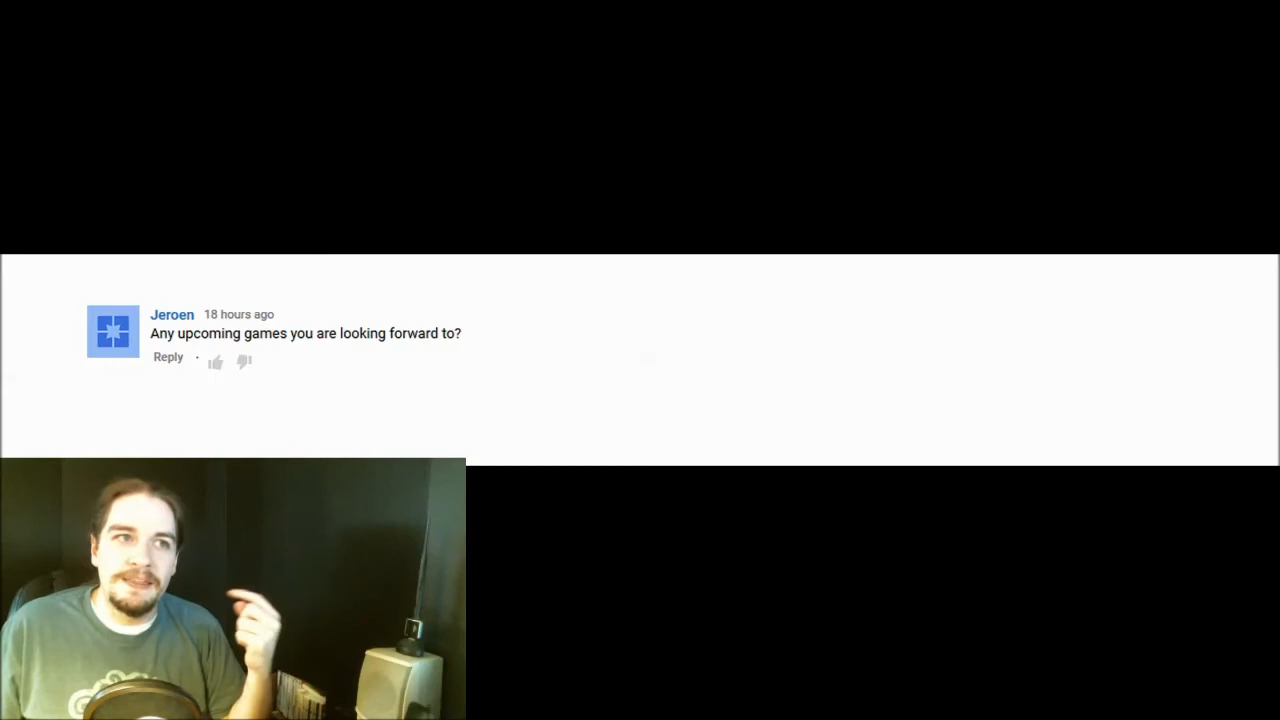 Jeroen 18 hours ago
Any upcoming games you are looking forward to?
Reply ·